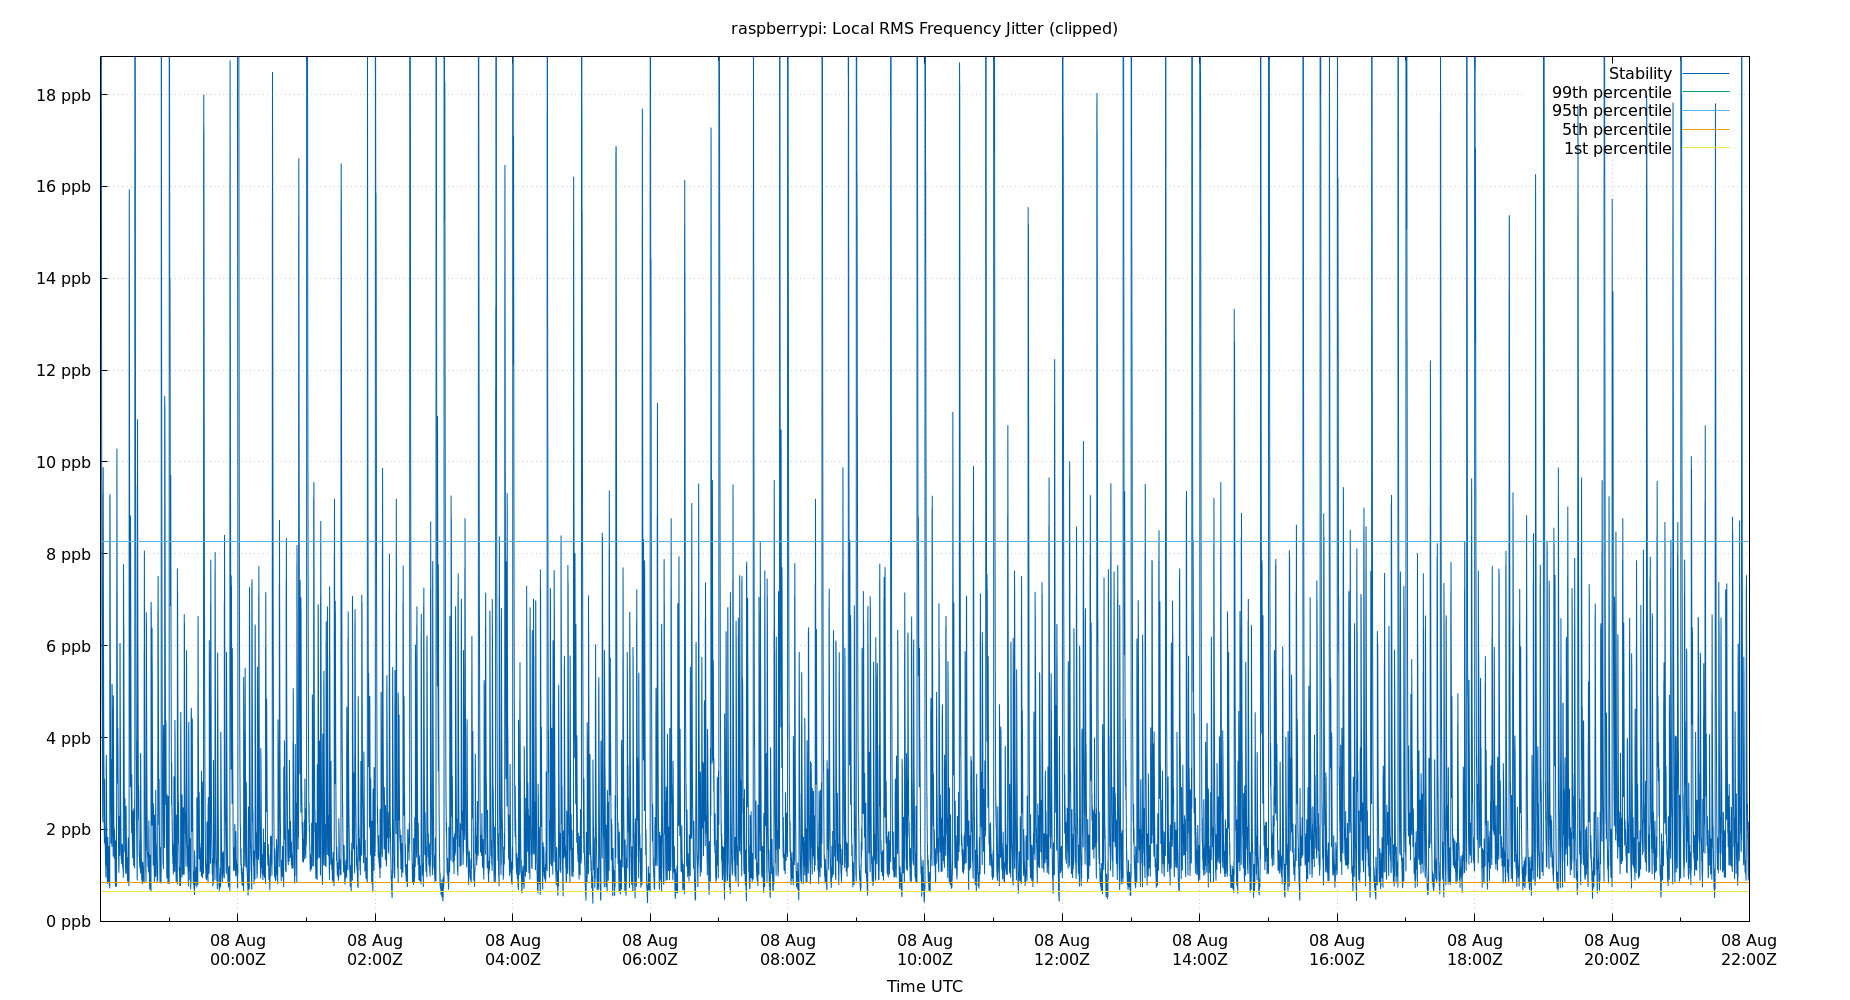 raspberrypi: Local RMS Frequency Jitter (clipped)
Stability
99th percentile
95th percentile
5th percentile
1st percentile
18 ppb
16 ppb
14 ppb
12 ppb
10 ppb
8 ppb
6 ppb
4 ppb
2 ppb
0 ppb
08 Aug 08 Aug 08 Aug 08 Aug 08 Aug 08 Aug 08 Aug 08 Aug 08 Aug 08 Aug 08 Aug 08 Aug
00:00Z 02:00Z 04:00Z 06:00Z 08:00Z 10:00Z 12:00Z 14:00Z 16:00Z 18:00Z 20:00Z 22:00Z
Time UTC